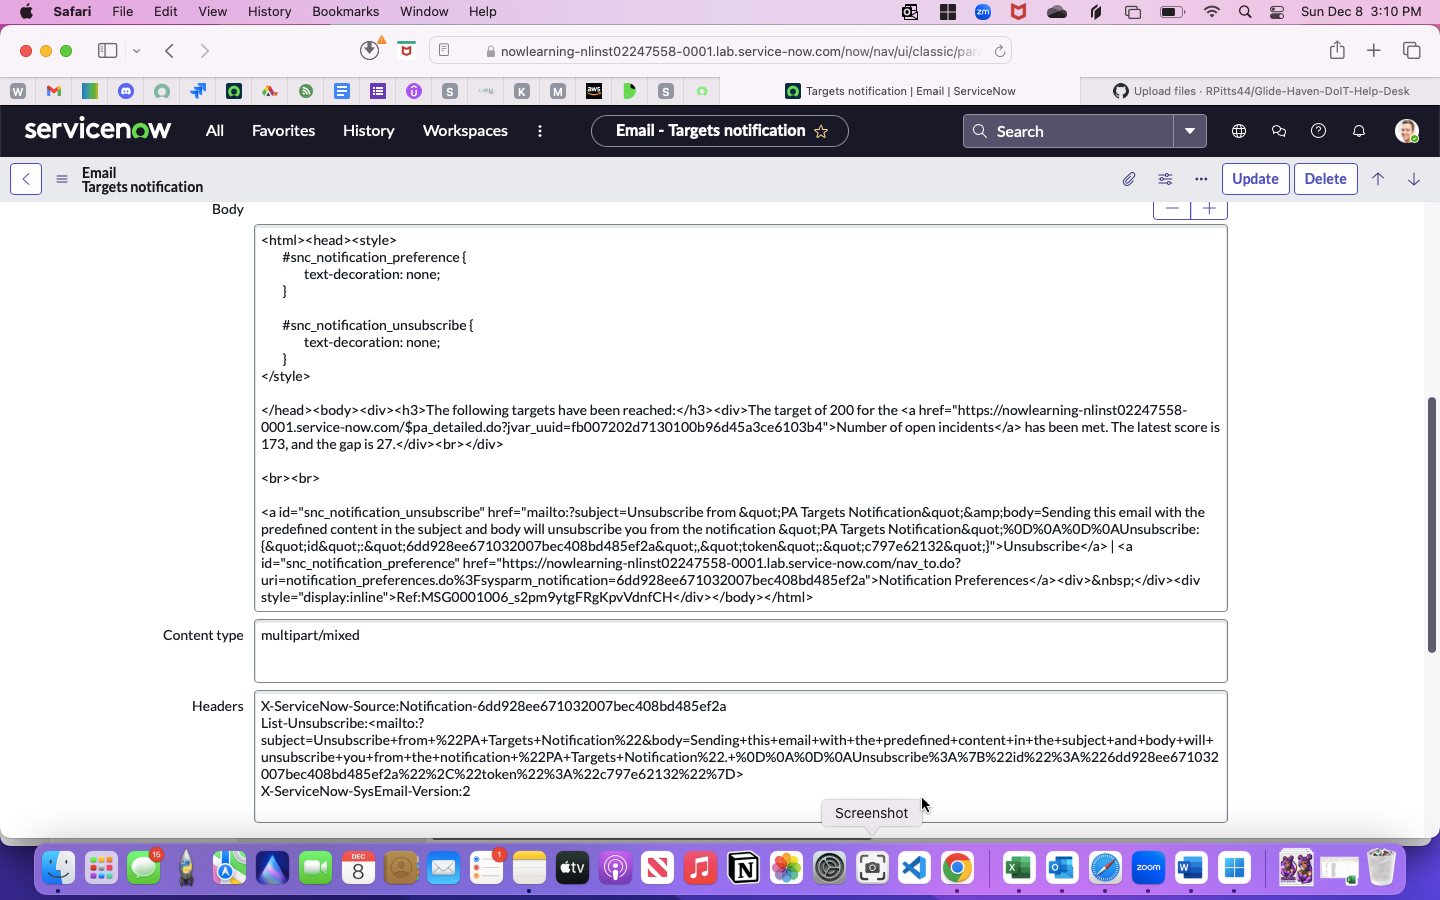 Safari File Edit View History Bookmarks Window Help Sun Dec 8 3:10 PM
nowlearning-nlinst02247558-0001.lab.service-now.com/now/nav/ui/classic/par
Targets notification | Email | ServiceNow
Upload files · RPitts44/Glide-Haven-DoIT-Help-Desk
servicenow All Favorites History Workspaces Email - Targets notification Search
Email
Targets notification
Update Delete
Body
<html><head><style>
#snc_notification_preference {
text-decoration: none;
}
#snc_notification_unsubscribe {
text-decoration: none;
}
</style>
</head><body><div><h3>The following targets have been reached:</h3><div>The target of 200 for the <a href="https://nowlearning-nlinst02247558-
0001.service-now.com/$pa_detailed.do?jvar_uuid=fb007202d7130100b96d45a3ce6103b4">Number of open incidents</a> has been met. The latest score is
173, and the gap is 27.</div><br></div>
<br><br>
<a id="snc_notification_unsubscribe" href="mailto:?subject=Unsubscribe from &quot;PA Targets Notification&quot;&amp;body=Sending this email with the
predefined content in the subject and body will unsubscribe you from the notification &quot;PA Targets Notification&quot;%0D%0A%0D%0AUnsubscribe:
{&quot;id&quot;:&quot;6dd928ee671032007bec408bd485ef2a&quot;,&quot;token&quot;:&quot;c797e62132&quot;}">Unsubscribe</a> | <a
id="snc_notification_preference" href="https://nowlearning-nlinst02247558-0001.lab.service-now.com/nav_to.do?
uri=notification_preferences.do%3Fsysparm_notification=6dd928ee671032007bec408bd485ef2a">Notification Preferences</a><div>&nbsp;</div><div
style="display:inline">Ref:MSG0001006_s2pm9ytgFRgKpvVdnfCH</div></body></html>
Content type
multipart/mixed
Headers
X-ServiceNow-Source:Notification-6dd928ee671032007bec408bd485ef2a
List-Unsubscribe:<mailto:?
subject=Unsubscribe+from+%22PA+Targets+Notification%22&body=Sending+this+email+with+the+predefined+content+in+the+subject+and+body+will+
unsubscribe+you+from+the+notification+%22PA+Targets+Notification%22.+%0D%0A%0D%0AUnsubscribe%3A%7B%22id%22%3A%226dd928ee671032
007bec408bd485ef2a%22%2C%22token%22%3A%22c797e62132%22%7D>
X-ServiceNow-SysEmail-Version:2
Screenshot
15
DEC
8
1
tv
zoom